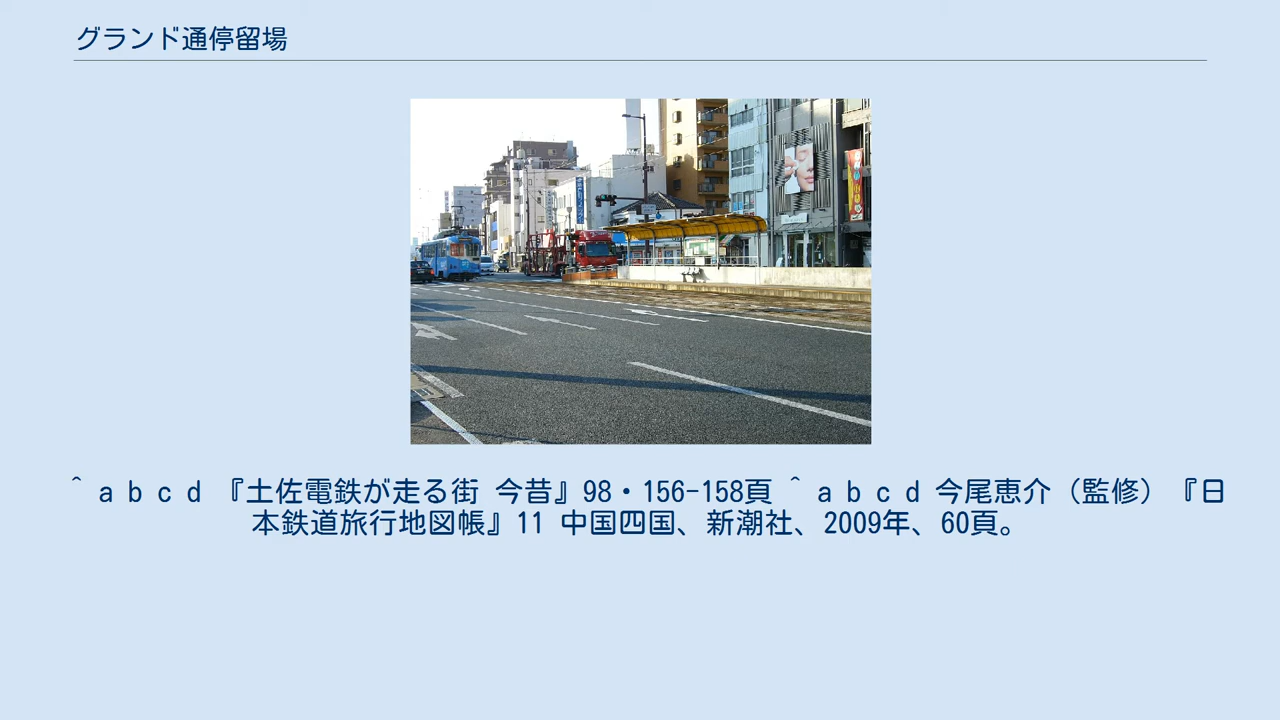 グランド通停留場
^ a b c d 『土佐電鉄が走る街 今昔』98・156-158頁 ^ a b c d 今尾恵介（監修）『日
本鉄道旅行地図帳』11 中国四国、新潮社、2009年、60頁。